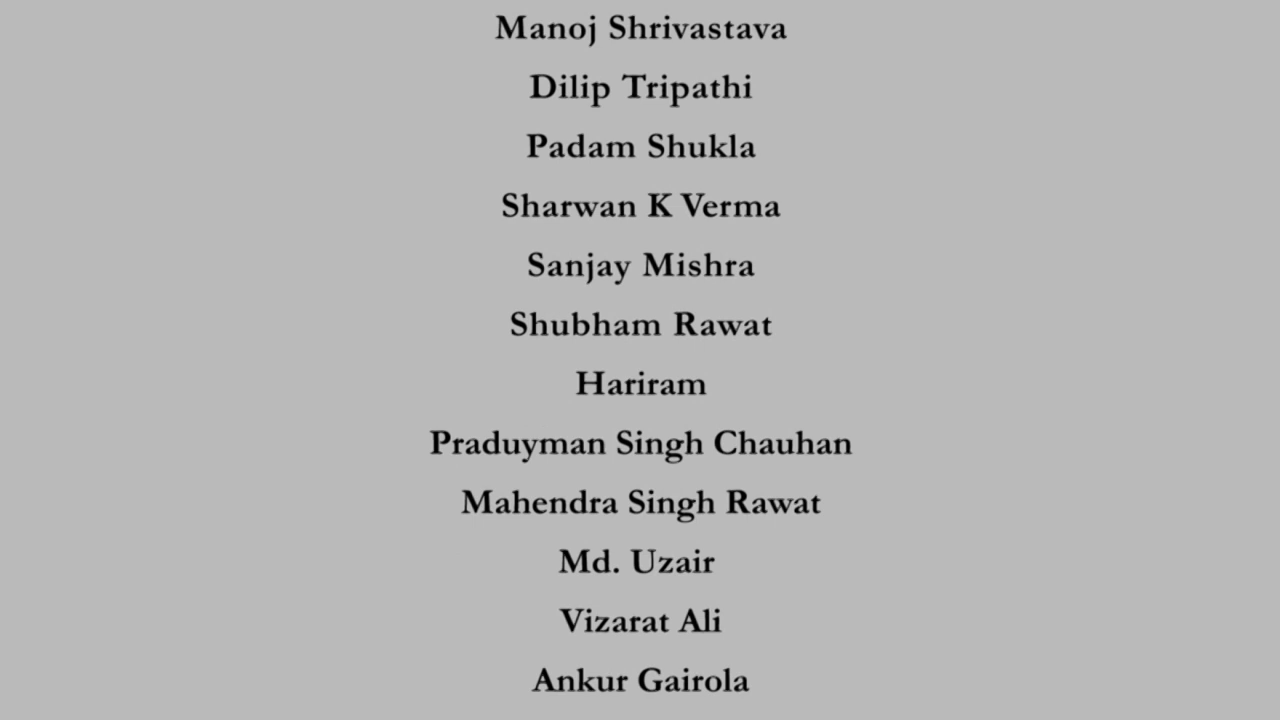 Manoj Shrivastava
Dilip Tripathi
Padam Shukla
Sharwan K Verma
Sanjay Mishra
Shubham Rawat
Hariram
Praduyman Singh Chauhan
Mahendra Singh Rawat
Md. Uzair
Vizarat Ali
Ankur Gairola